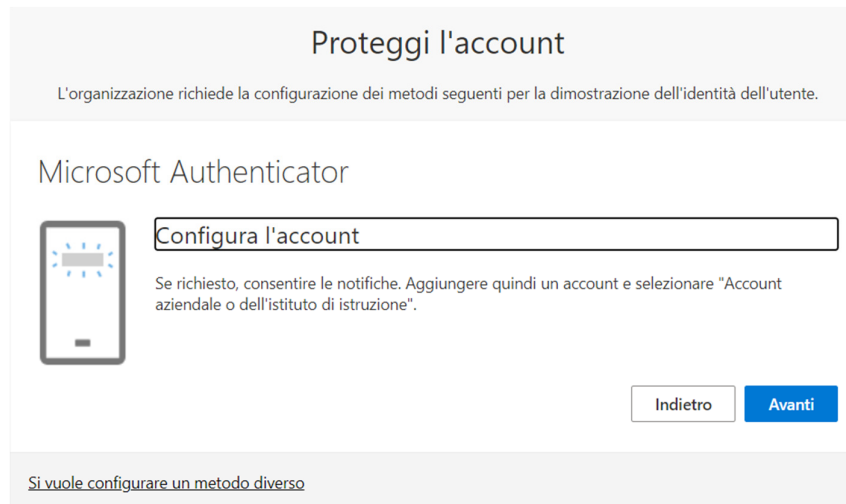 Proteggi l'account
L'organizzazione richiede la configurazione dei metodi seguenti per la dimostrazione dell'identità dell'utente.
Microsoft Authenticator
Configura l'account
Se richiesto, consentire le notifiche. Aggiungere quindi un account e selezionare "Account
aziendale o dell'istituto di istruzione".
Indietro
Avanti
Si vuole configurare un metodo diverso